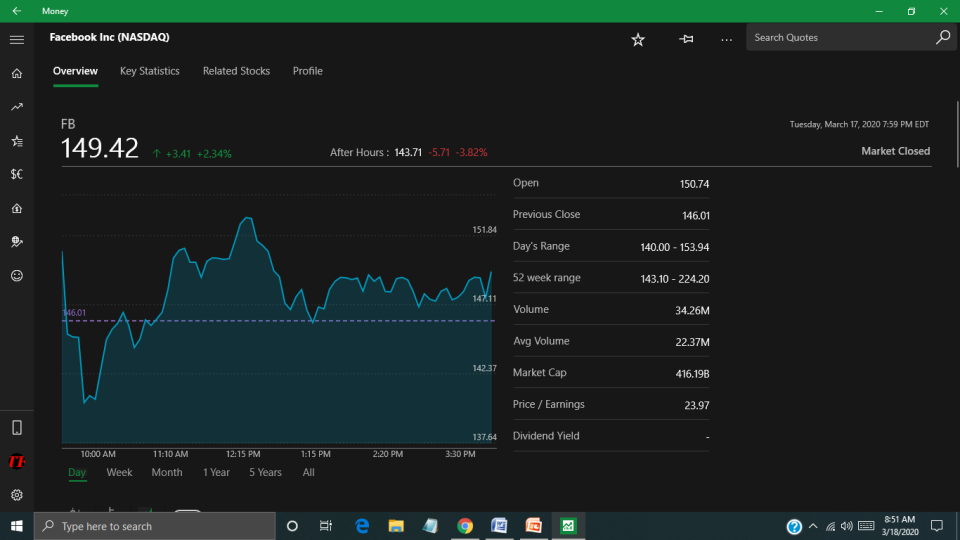 Money
Facebook Inc (NASDAQ)
Search Quotes
Overview Key Statistics Related Stocks Profile
FB
149.42 ↑ +3.41 +2.34%
After Hours : 143.71 -5.71 -3.82%
Tuesday, March 17, 2020 7:59 PM EDT
Market Closed
151.84
147.11
146.01
142.37
137.64
10:00 AM 11:10 AM 12:15 PM 1:15 PM 2:20 PM 3:30 PM
Day Week Month 1 Year 5 Years All
Open 150.74
Previous Close 146.01
Day's Range 140.00 - 153.94
52 week range 143.10 - 224.20
Volume 34.26M
Avg Volume 22.37M
Market Cap 416.19B
Price / Earnings 23.97
Dividend Yield -
$€
TT
Type here to search
8:51 AM
3/18/2020